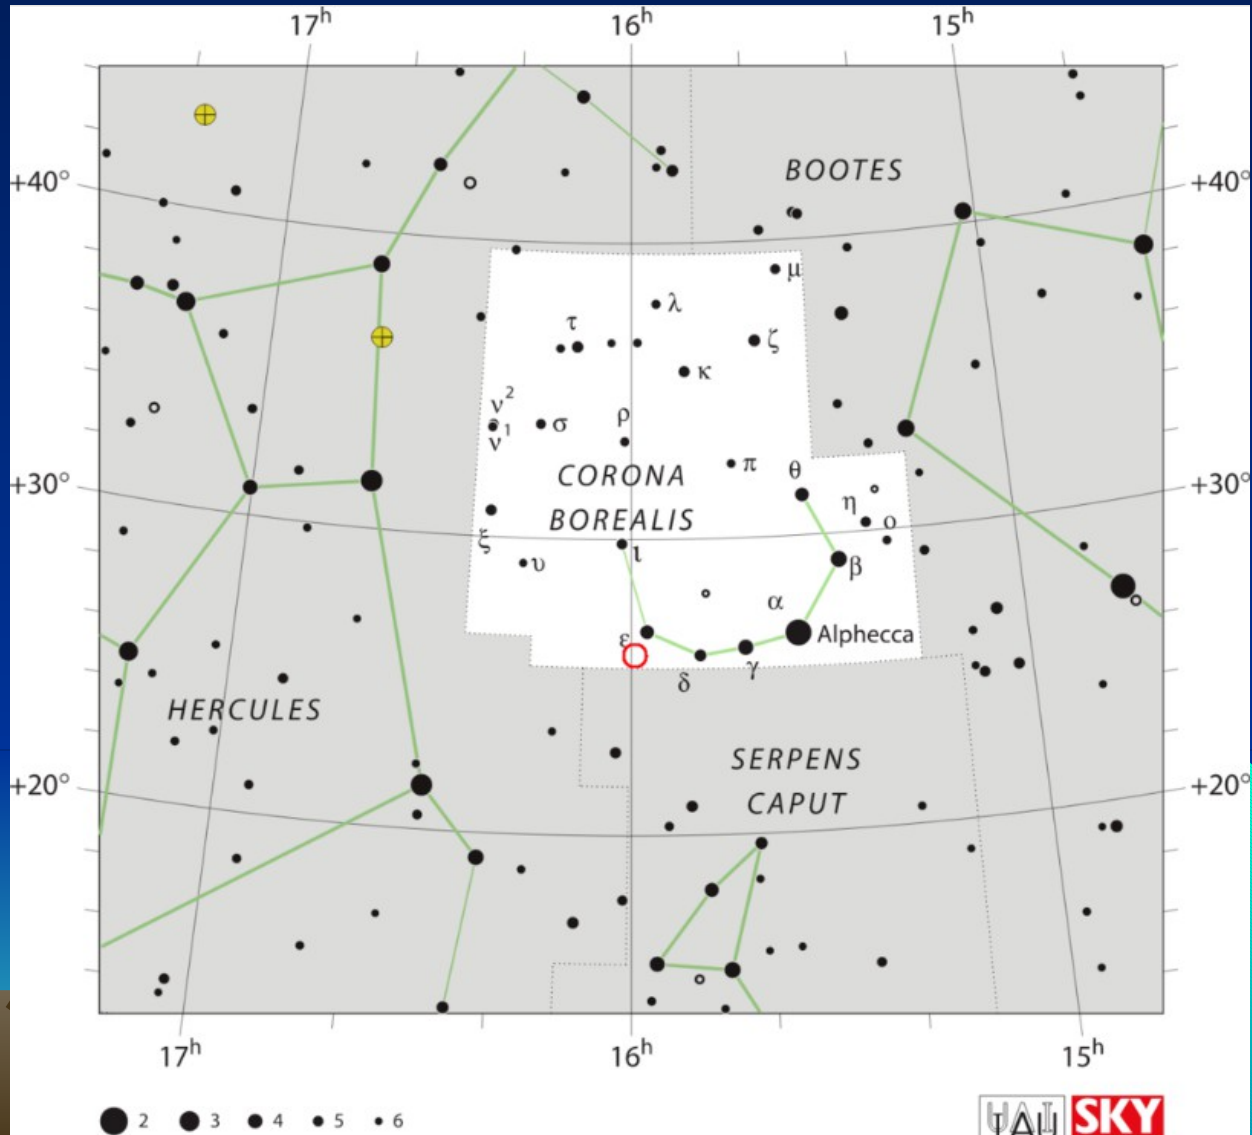 17h 16h 15h
+40° +40°
BOOTES
μ
λ
τ
ζ
κ
ν2
σ
ρ
ν1
π
θ
CORONA
+30° +30°
η
BOREALIS
ο
ξ
ι
υ
β
α
ε
Alphecca
γ
δ
HERCULES
SERPENS
+20° +20°
CAPUT
17h 16h 15h
2 3 4 5 6
UAI SKY